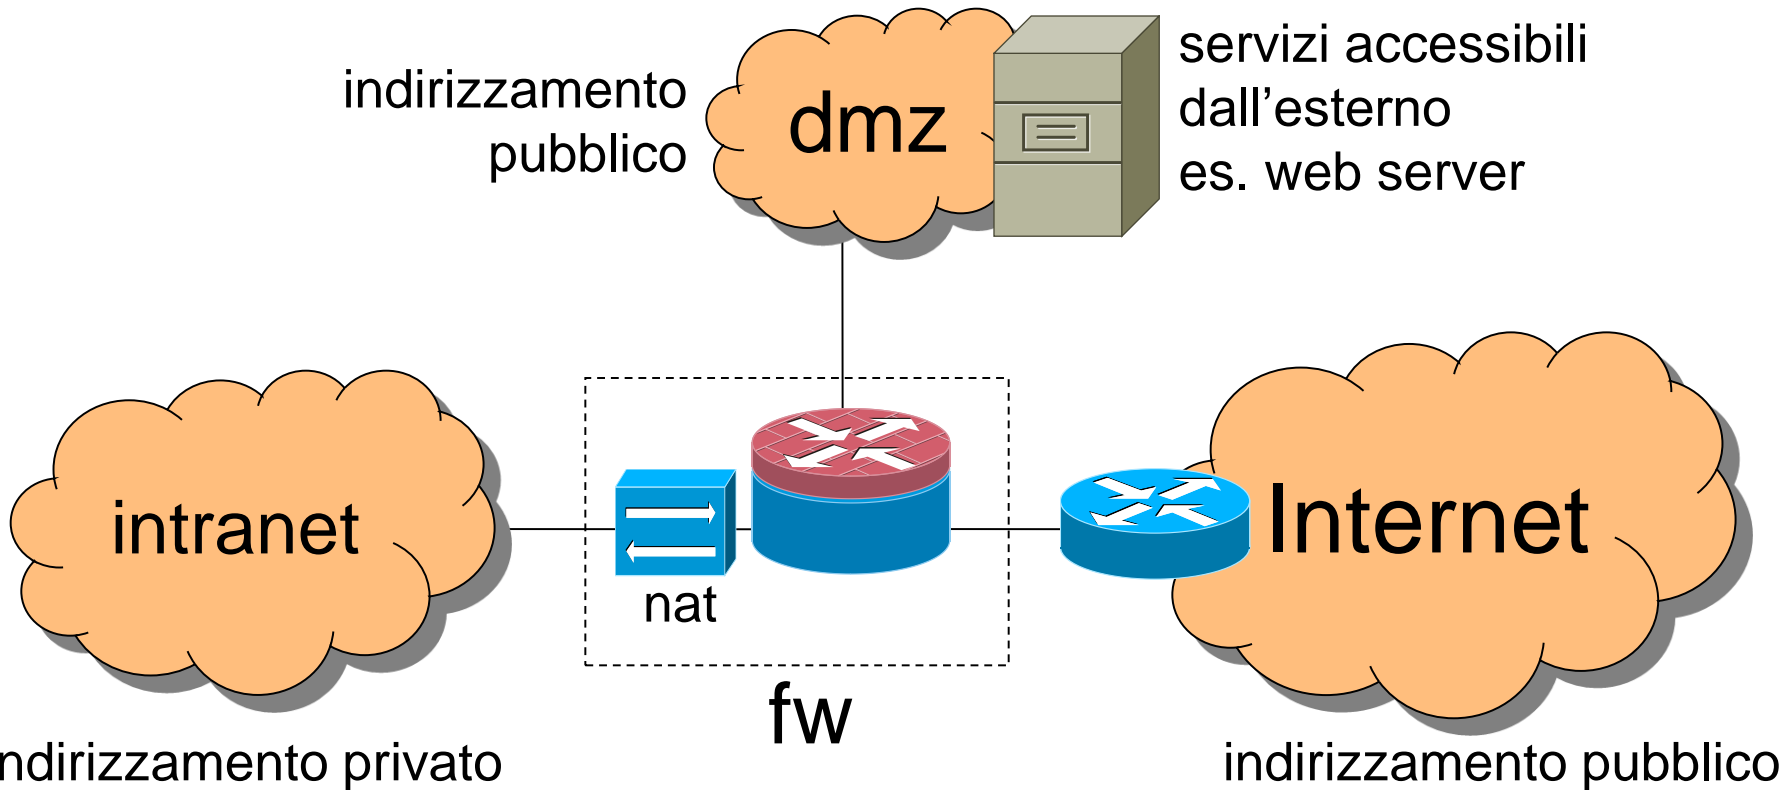 indirizzamento
pubblico
dmz
servizi accessibili
dall'esterno
es. web server
intranet
nat
Internet
fw
ndirizzamento privato
indirizzamento pubblico